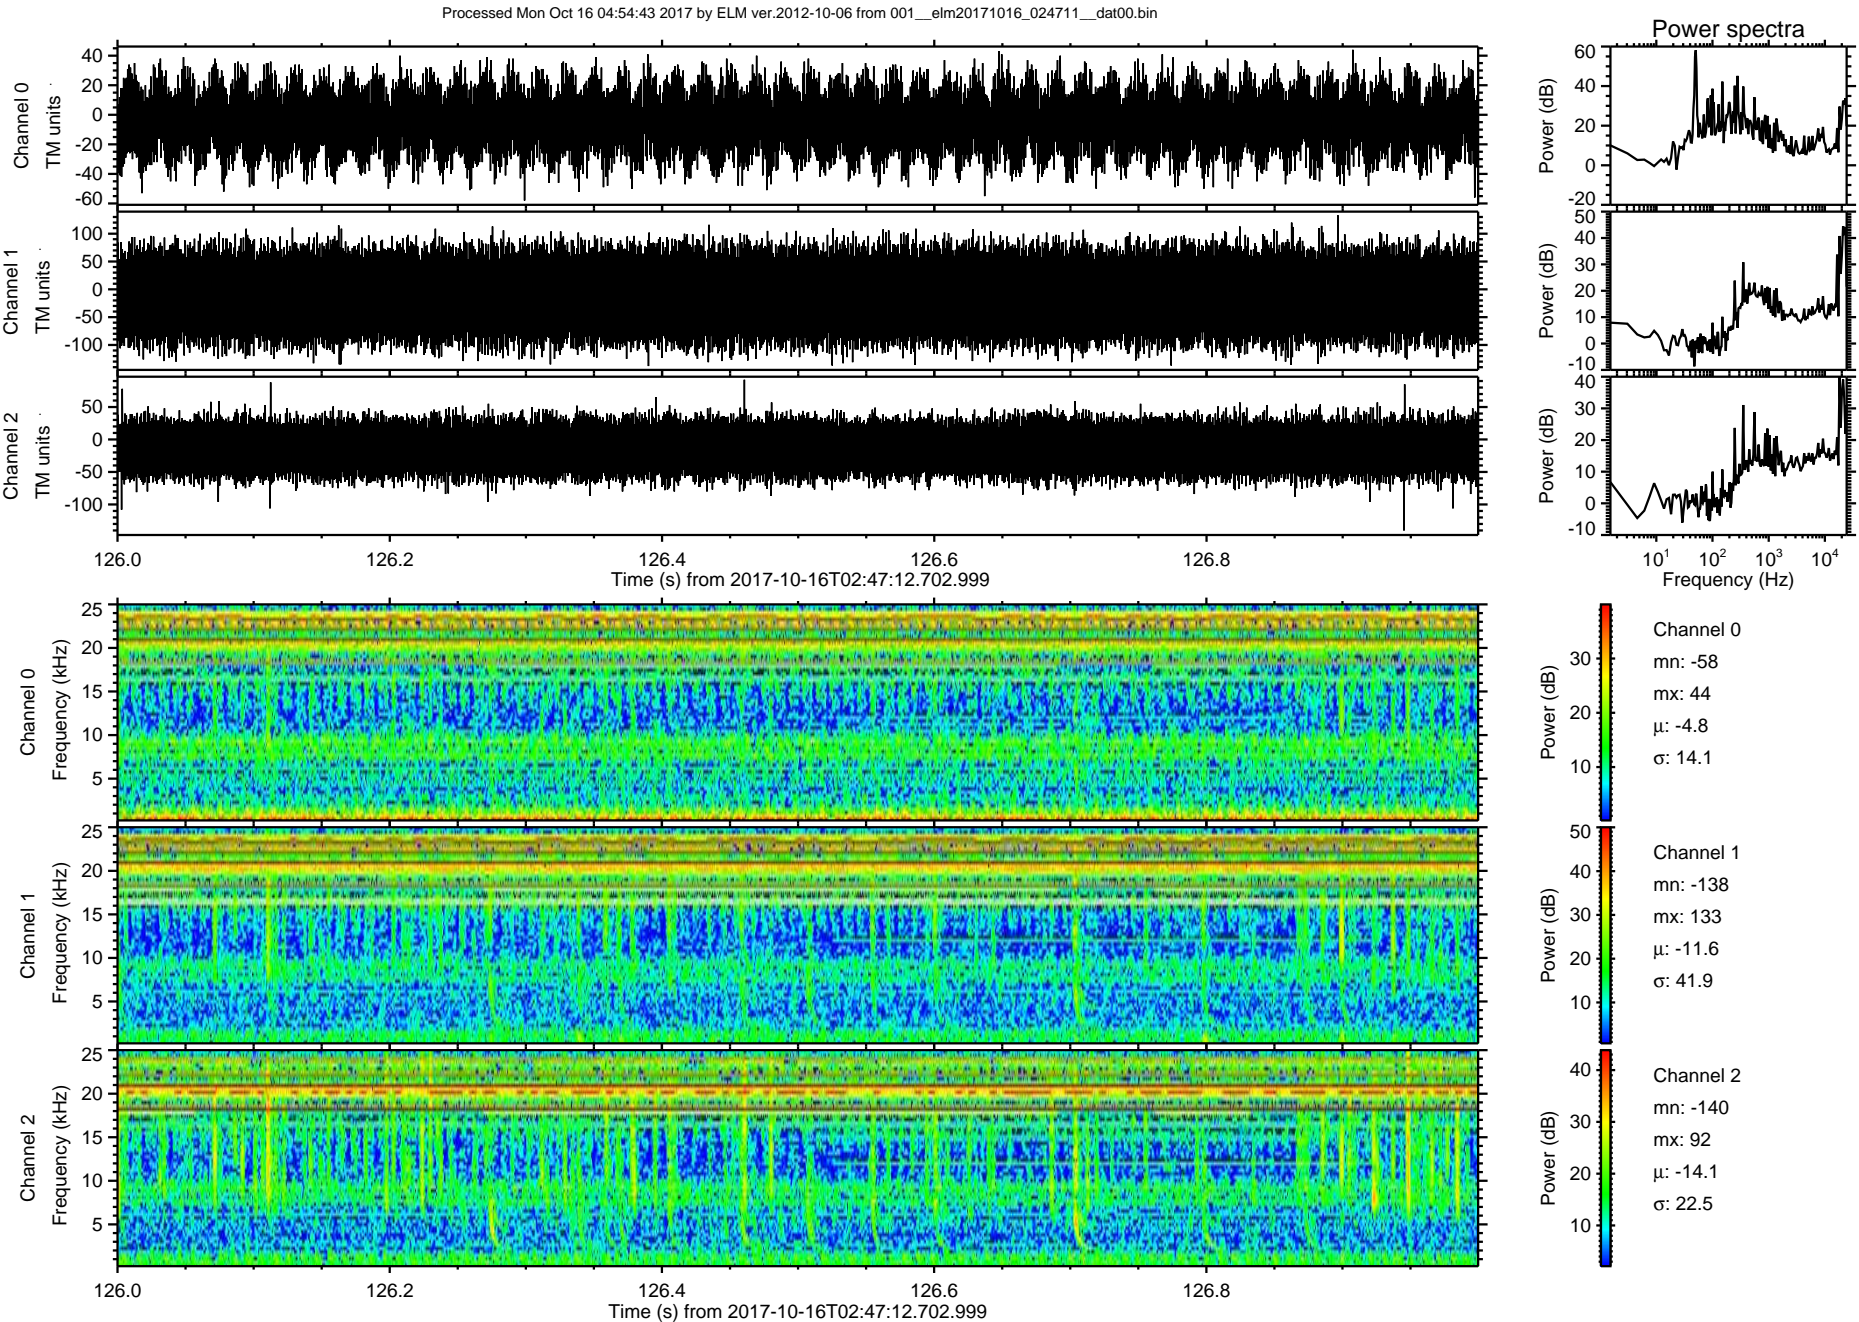 Processed Mon Oct 16 04:54:43 2017 by ELM ver.2012-10-06 from 001__elm20171016_024711__dat00.bin
Power spectra
Channel 0
TM units
40
20
0
-20
-40
-60
Power (dB)
60
40
20
0
-20
Channel 1
TM units
100
50
0
-50
-100
Power (dB)
50
40
30
20
10
0
-10
Channel 2
TM units
50
0
-50
-100
Power (dB)
40
30
20
10
0
-10
126.0 126.2 126.4 126.6 126.8
Time (s) from 2017-10-16T02:47:12.702.999
10^1 10^2 10^3 10^4
Frequency (Hz)
Channel 0
Frequency (kHz)
25
20
15
10
5
Power (dB)
30
20
10
Channel 0
mn: -58
mx: 44
μ: -4.8
σ: 14.1
Channel 1
Frequency (kHz)
25
20
15
10
5
Power (dB)
50
40
30
20
10
Channel 1
mn: -138
mx: 133
μ: -11.6
σ: 41.9
Channel 2
Frequency (kHz)
25
20
15
10
5
Power (dB)
40
30
20
10
Channel 2
mn: -140
mx: 92
μ: -14.1
σ: 22.5
126.0 126.2 126.4 126.6 126.8
Time (s) from 2017-10-16T02:47:12.702.999